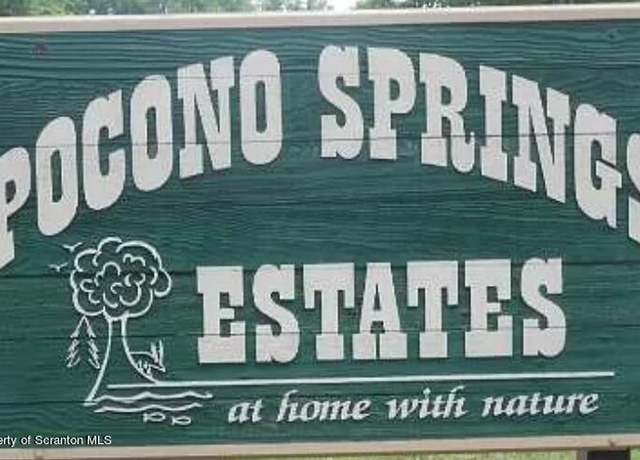 POCONO SPRINGS
ESTATES
at home with nature
erty of Scranton MLS